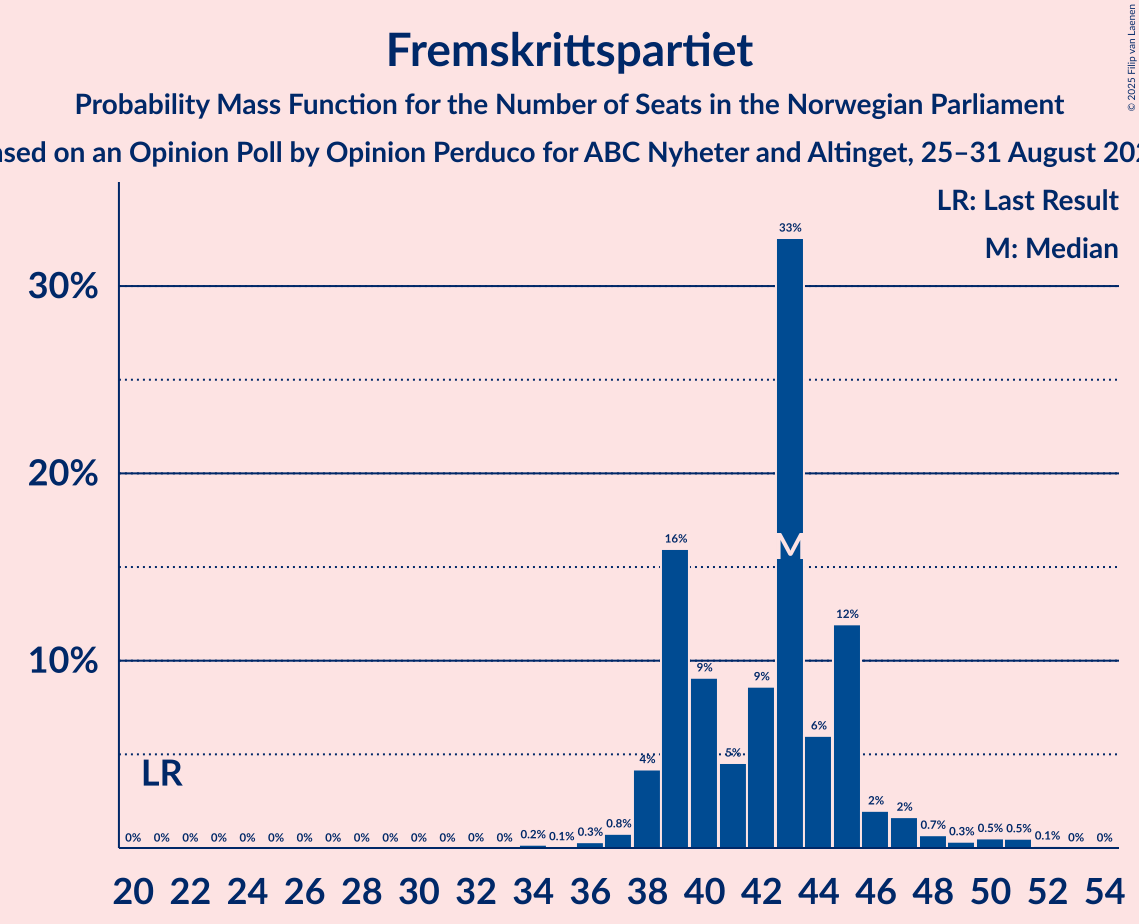 Fremskrittspartiet
Probability Mass Function for the Number of Seats in the Norwegian Parliament
on an Opinion Poll by Opinion Perduco for ABC Nyheter and Altinget, 25–31 August
© 2025 Filip van Laenen
LR: Last Result
M: Median
30%
20%
10%
33%
16%
M
12%
9%
9%
6%
5%
4%
LR
2%
2%
0% 0% 0% 0% 0% 0% 0% 0% 0% 0% 0% 0% 0% 0% 0.2% 0.1% 0.3% 0.8% 0.7% 0.3% 0.5% 0.5% 0.1% 0% 0%
20 22 24 26 28 30 32 34 36 38 40 42 44 46 48 50 52 54